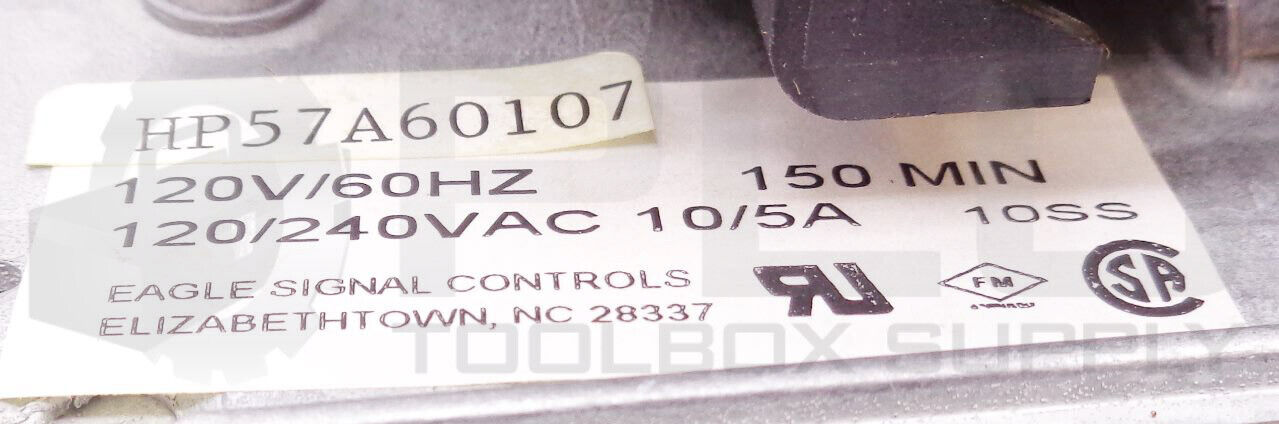 HP57A60107
120V/60HZ 150 MIN
120/240VAC 10/5A 10SS
EAGLE SIGNAL CONTROLS
ELIZABETHTOWN, NC 28337
FM
TOOLBOX SUPPLY